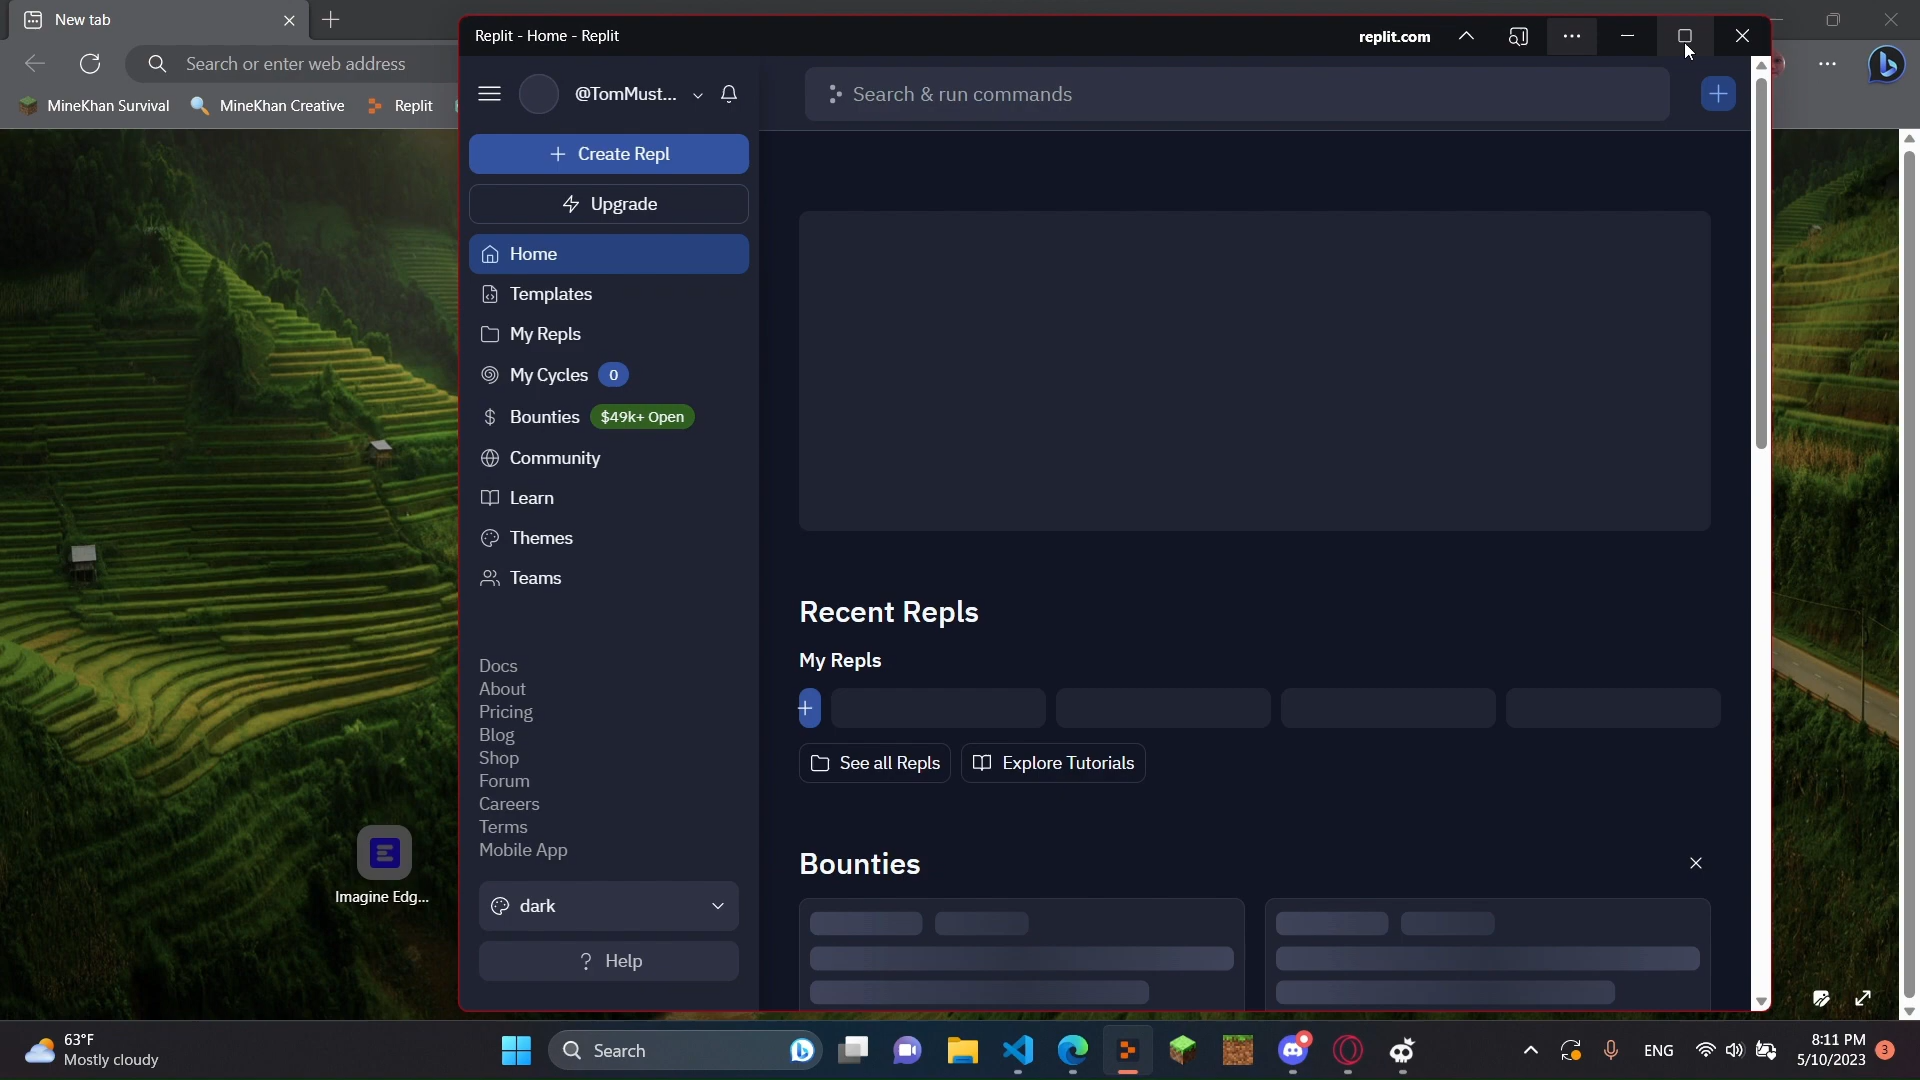 New tab
Search or enter web address
MineKhan Survival
MineKhan Creative
Replit
Replit - Home - Replit
replit.com
@TomMust...
Search & run commands
Create Repl
Upgrade
Home
Templates
My Repls
My Cycles 0
Bounties $49k+ Open
Community
Learn
Themes
Teams
Docs
About
Pricing
Blog
Shop
Forum
Careers
Terms
Mobile App
dark
? Help
Recent Repls
My Repls
See all Repls
Explore Tutorials
Bounties
Imagine Edg...
63°F
Mostly cloudy
Search
ENG
8:11 PM
5/10/2023
3